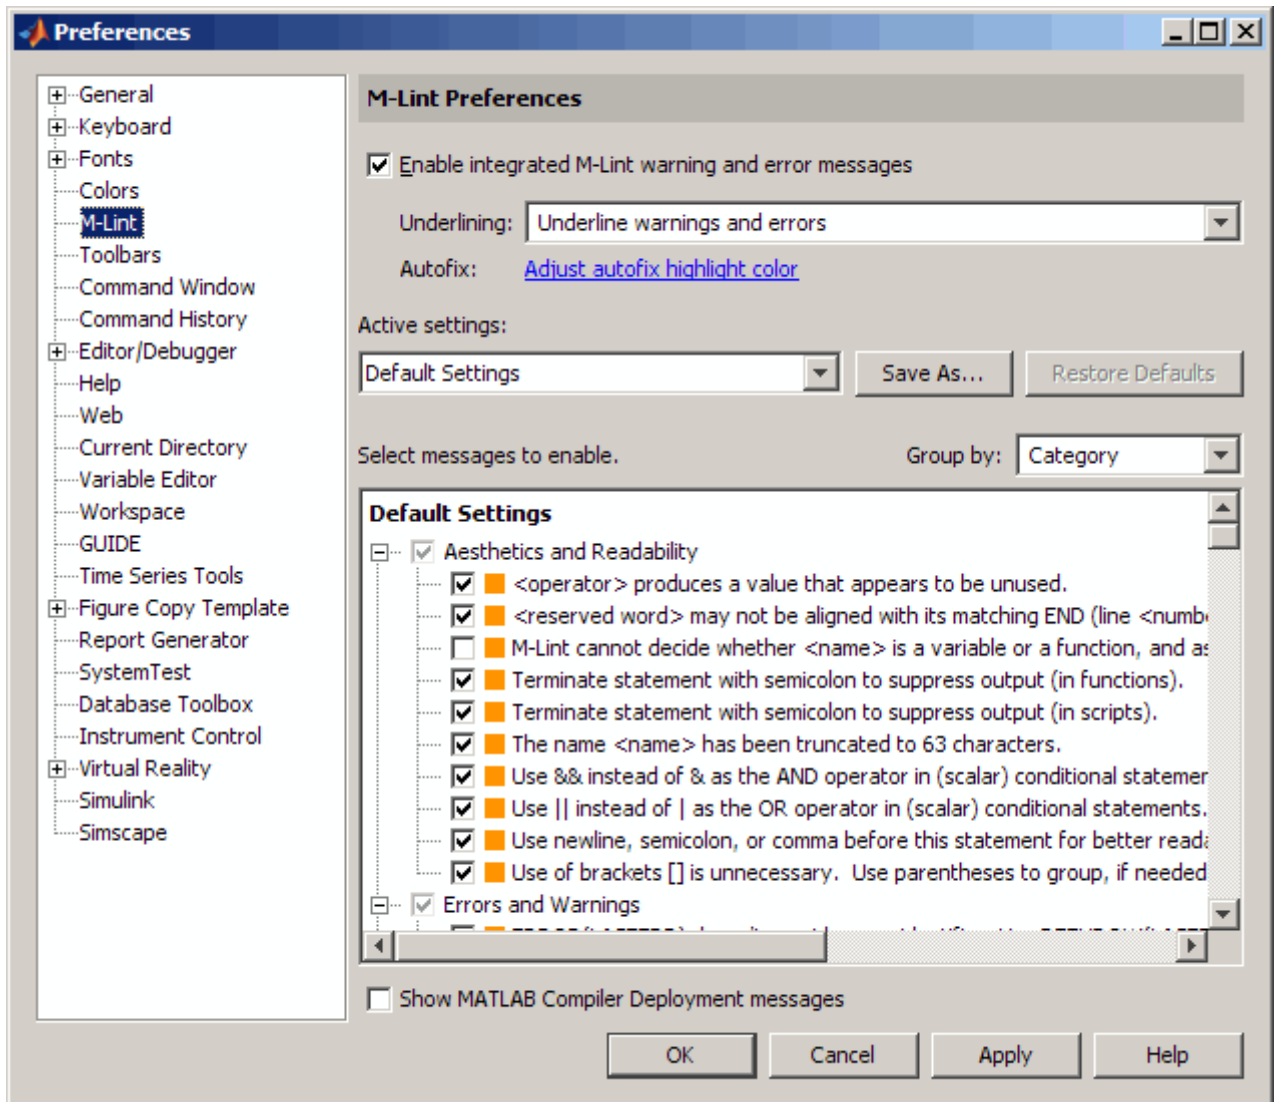 Preferences
General
Keyboard
Fonts
Colors
M-Lint
Toolbars
Command Window
Command History
Editor/Debugger
Help
Web
Current Directory
Variable Editor
Workspace
GUIDE
Time Series Tools
Figure Copy Template
Report Generator
SystemTest
Database Toolbox
Instrument Control
Virtual Reality
Simulink
Simscape
M-Lint Preferences
Enable integrated M-Lint warning and error messages
Underlining: Underline warnings and errors
Autofix: Adjust autofix highlight color
Active settings:
Default Settings Save As... Restore Defaults
Select messages to enable. Group by: Category
Default Settings
Aesthetics and Readability
<operator> produces a value that appears to be unused.
<reserved word> may not be aligned with its matching END (line <numb
M-Lint cannot decide whether <name> is a variable or a function, and as
Terminate statement with semicolon to suppress output (in functions).
Terminate statement with semicolon to suppress output (in scripts).
The name <name> has been truncated to 63 characters.
Use && instead of & as the AND operator in (scalar) conditional statemer
Use || instead of | as the OR operator in (scalar) conditional statements.
Use newline, semicolon, or comma before this statement for better reada
Use of brackets [] is unnecessary. Use parentheses to group, if needed
Errors and Warnings
Show MATLAB Compiler Deployment messages
OK Cancel Apply Help